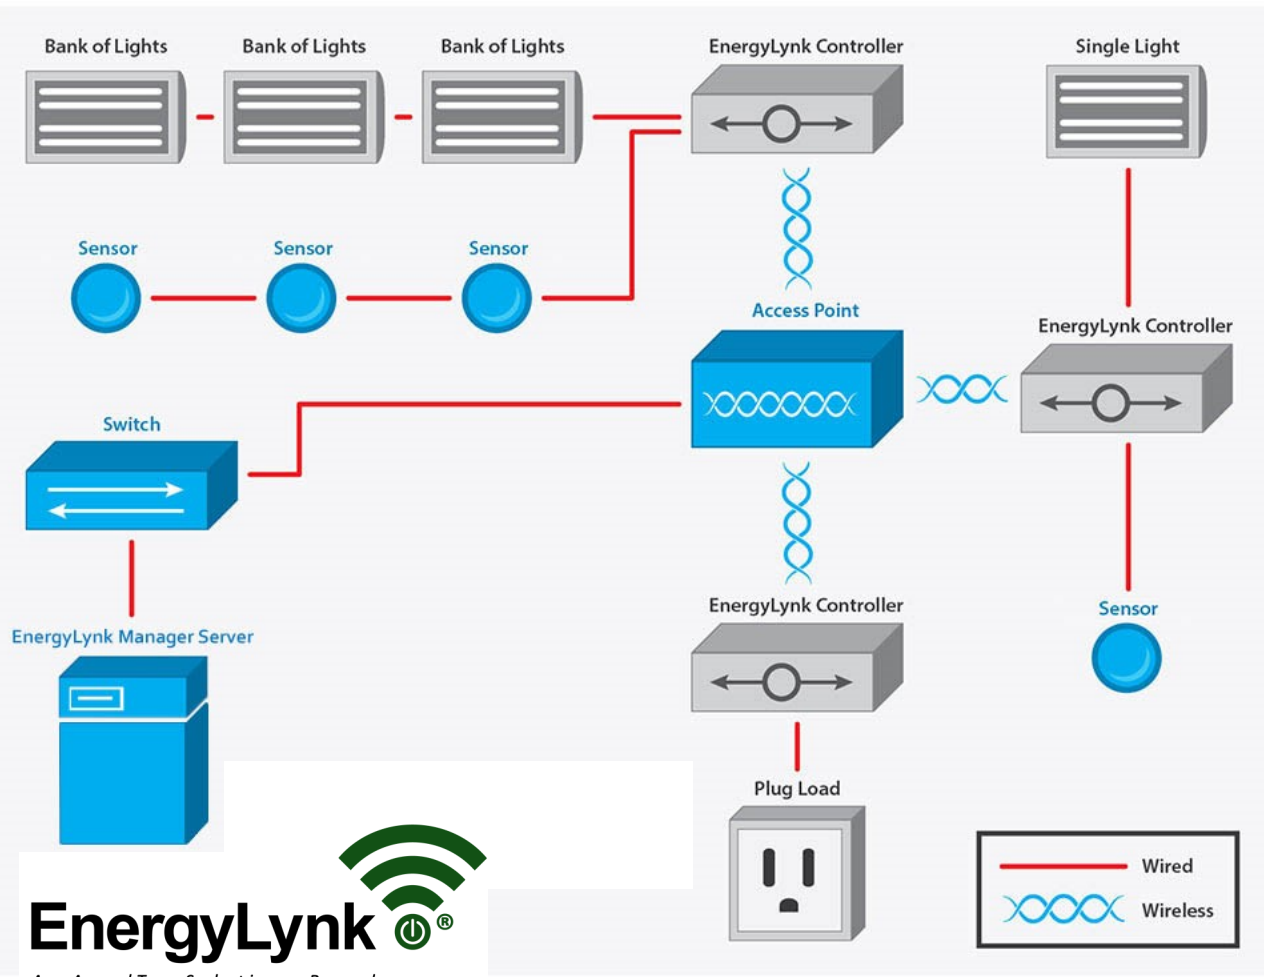 Bank of Lights Bank of Lights Bank of Lights EnergyLynk Controller Single Light
Sensor Sensor Sensor
Access Point
EnergyLynk Controller
Switch
EnergyLynk Controller
Sensor
EnergyLynk Manager Server
Plug Load
Wired
Wireless
EnergyLynk ®